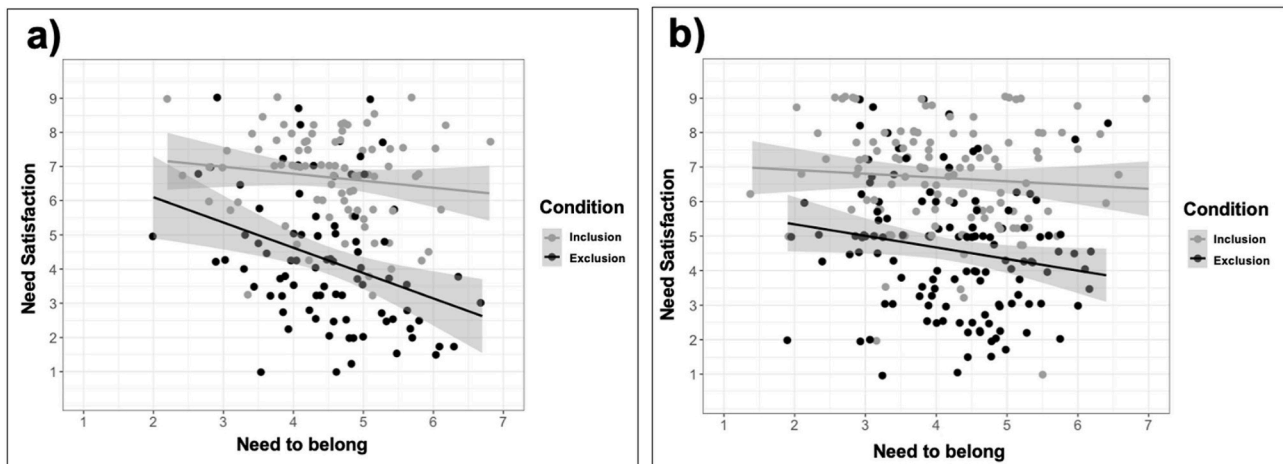 a)
Need Satisfaction
9
8
7
6
5
4
3
2
1
1 2 3 4 5 6 7
Need to belong
Condition
Inclusion
Exclusion
b)
Need Satisfaction
9
8
7
6
5
4
3
2
1
1 2 3 4 5 6 7
Need to belong
Condition
Inclusion
Exclusion